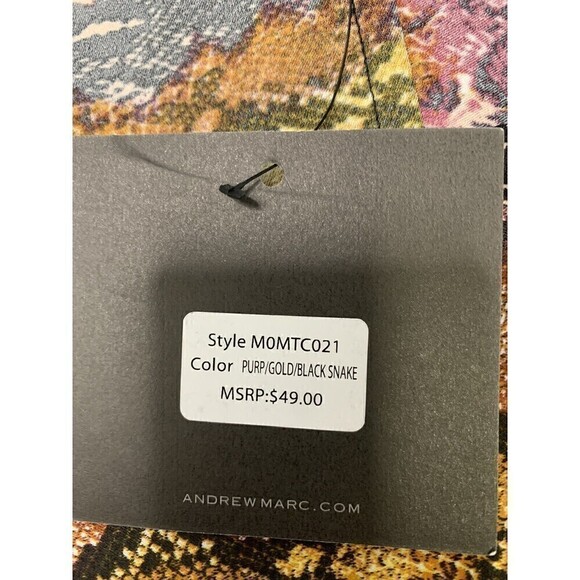 Style M0MTC021
Color PURP/GOLD/BLACK SNAKE
MSRP:$49.00
ANDREWMARC.COM